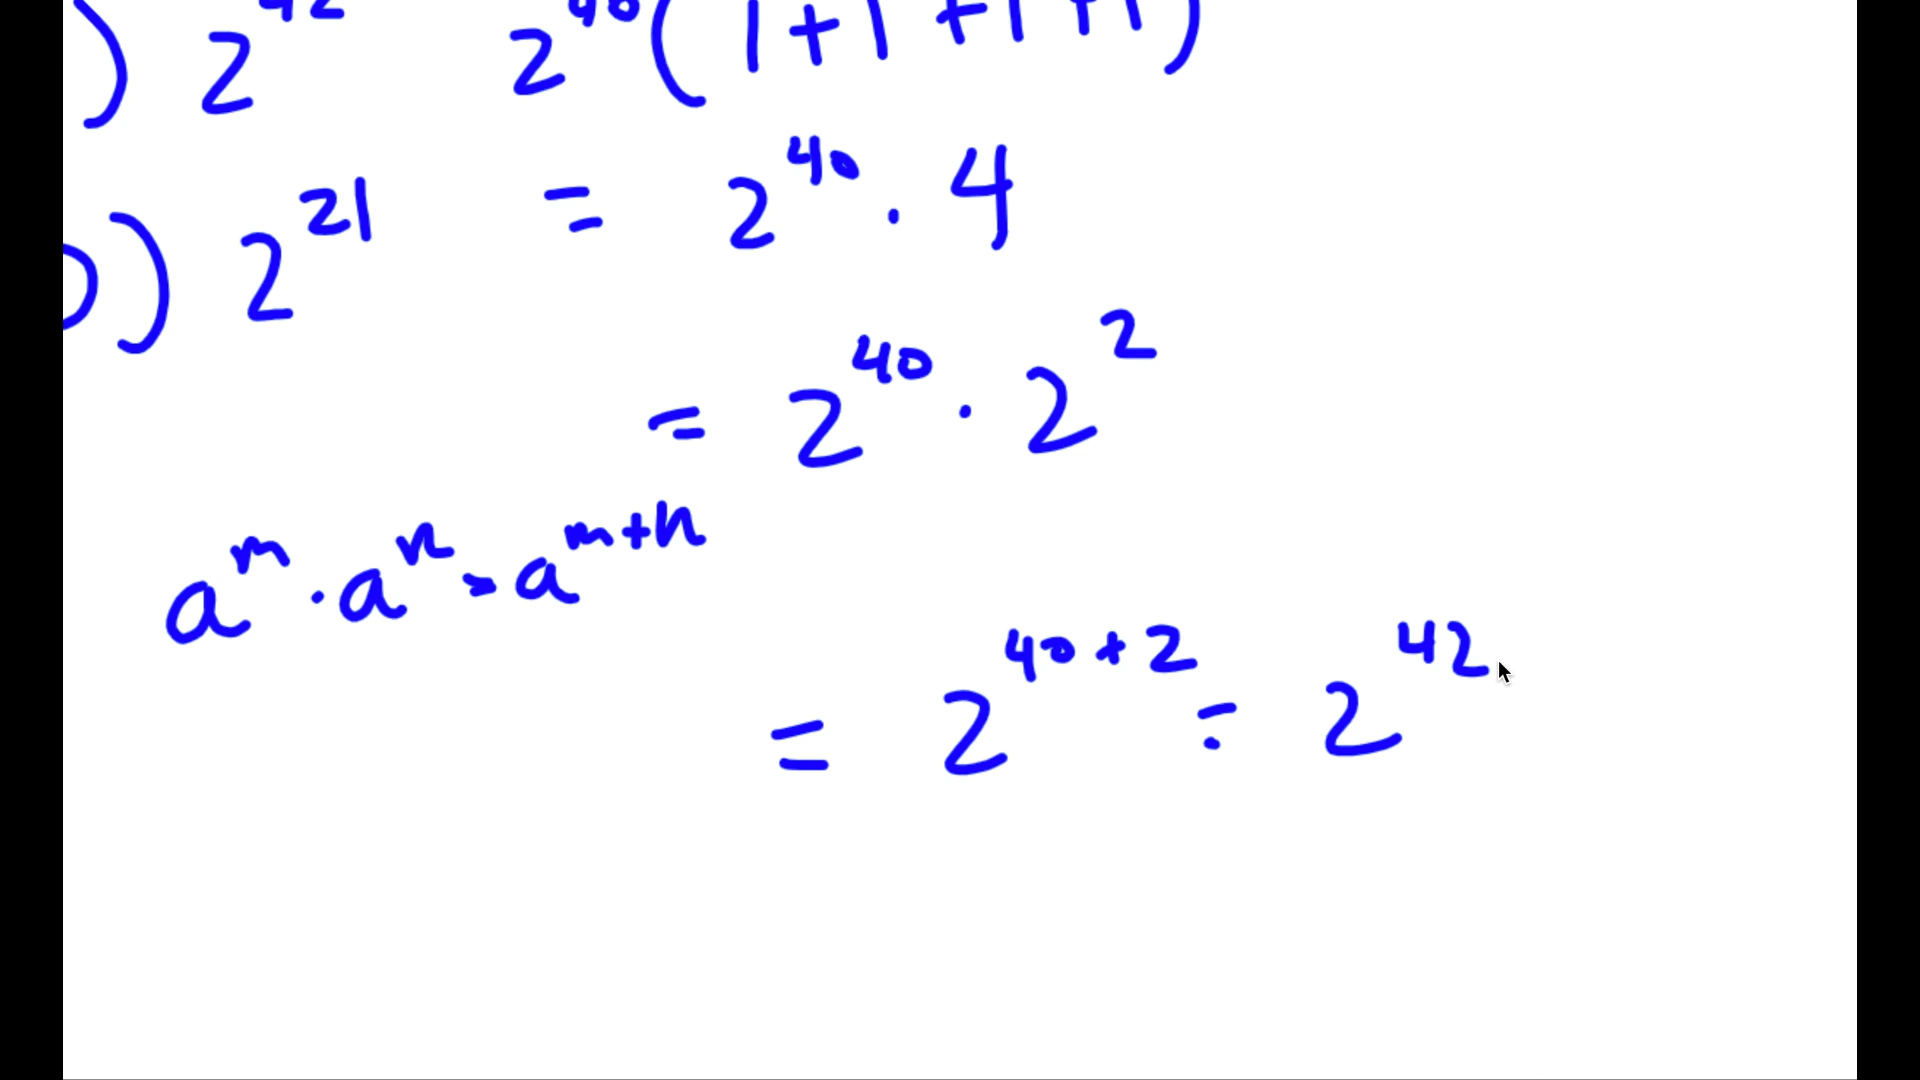 ) 2^42 2^40(1+1+1+1)
D) 2^21 = 2^40 · 4
= 2^40 · 2^2
a^m · a^n = a^m+n
= 2^40+2 = 2^42